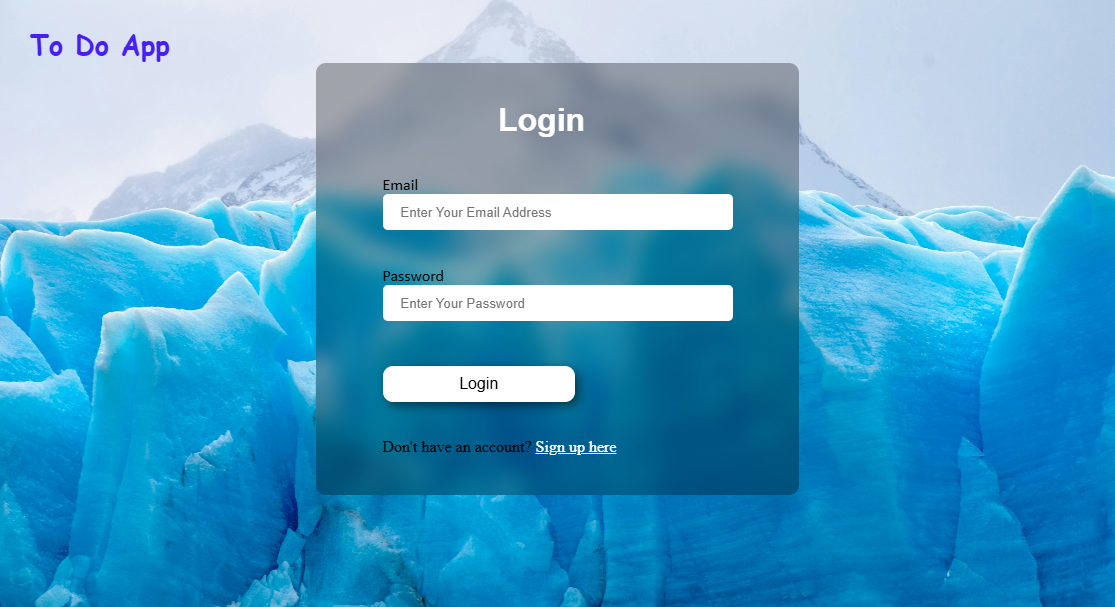 To Do App
Login
Email
Enter Your Email Address
Password
Enter Your Password
Login
Don't have an account? Sign up here